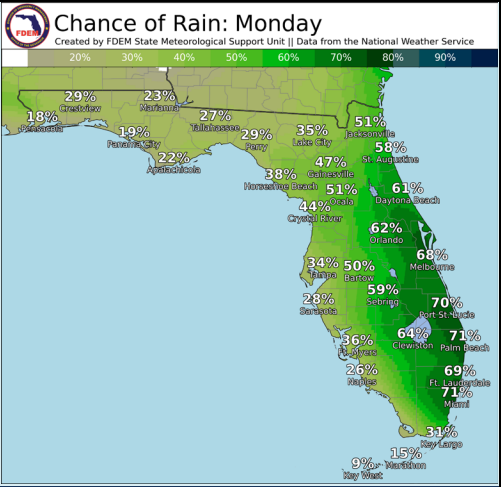 FDEM
Chance of Rain: Monday
Created by FDEM State Meteorological Support Unit || Data from the National Weather Service
20% 30% 40% 50% 60% 70% 80% 90%
29%
Crestview
23%
Marianna
18%
Pensacola
19%
Panama City
27%
Tallahassee
22%
Apalachicola
29%
Perry
35%
Lake City
51%
Jacksonville
58%
St. Augustine
47%
Gainesville
38%
Horseshoe Beach
51%
Ocala
61%
Daytona Beach
44%
Crystal River
62%
Orlando
68%
Melbourne
34%
Tampa
50%
Bartow
59%
Sebring
28%
Sarasota
70%
Port St. Lucie
64%
Clewiston
71%
Palm Beach
36%
Ft. Myers
26%
Naples
69%
Ft. Lauderdale
71%
Miami
31%
Key Largo
15%
Marathon
9%
Key West